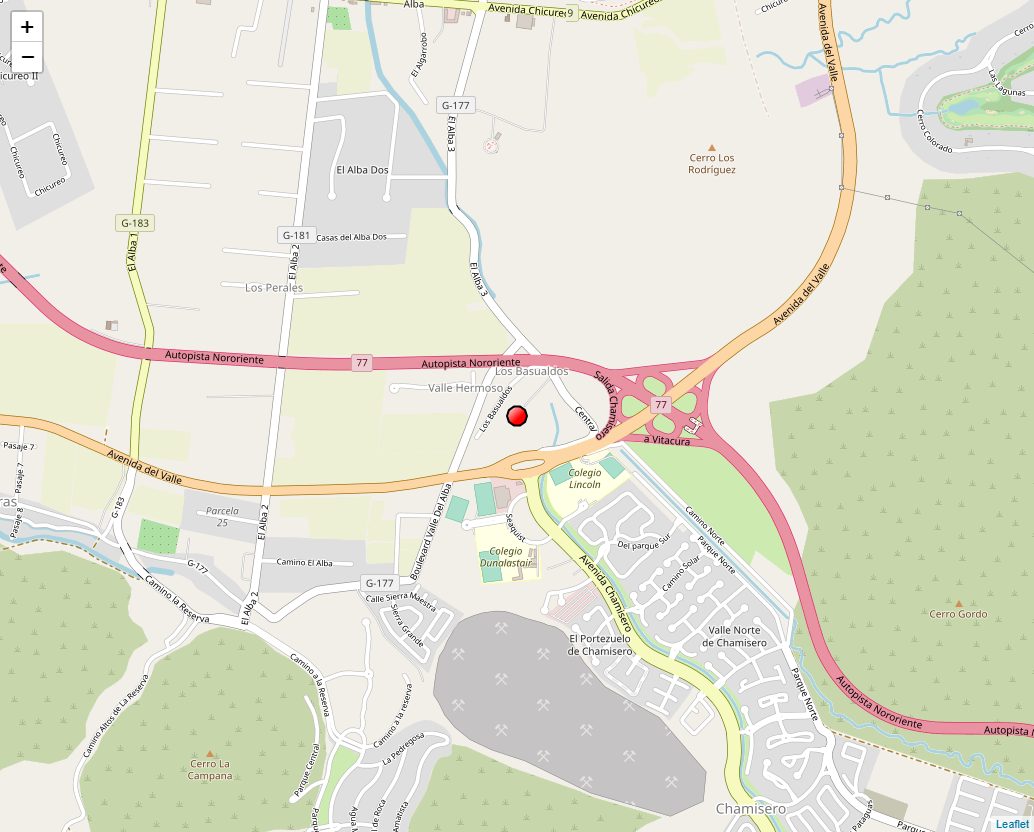 Alba
Avenida Chicureo
9
Avenida Chicureo
Avenida del Valle
+
−
Chicureo II
El Algarrobo
G-177
El Alba 3
Las Lagunas
Cerro Colorado
Cerro Los
Rodríguez
Chicureo
Chicureo
Chicureo
El Alba Dos
G-183
G-181
Casas del Alba Dos
El Alba 1
El Alba 2
El Alba 3
Avenida del Valle
Los Perales
Autopista Nororiente
77
Autopista Nororiente
Los Basualdos
Valle Hermoso
Los Basualdos
Salida Chamisero
77
Central
a Vitacura
Pasaje 7
Pasaje 7
Avenida del Valle
Colegio
Lincoln
Pasaje 8
G-183
Parcela
25
El Alba 2
Boulevard Valle Del Alba
Seaquist
Camino Norte
Parque Norte
Del parque Sur
Colegio
Dunalastair
G-177
Camino El Alba
Camino Solar
Avenida Chamisero
G-177
Camino la Reserva
El Alba 2
Calle Sierra Maestra
Sierra Grande
Cerro Gordo
El Portezuelo
de Chamisero
Valle Norte
de Chamisero
Camino a la Reserva
Camino Altos de La Reserva
Camino a la reserva
Parque Norte
Autopista Nororiente
La Pedregosa
Cerro La
Campana
Parque Central
Amatista
Chamisero
Pataguas
Leaflet